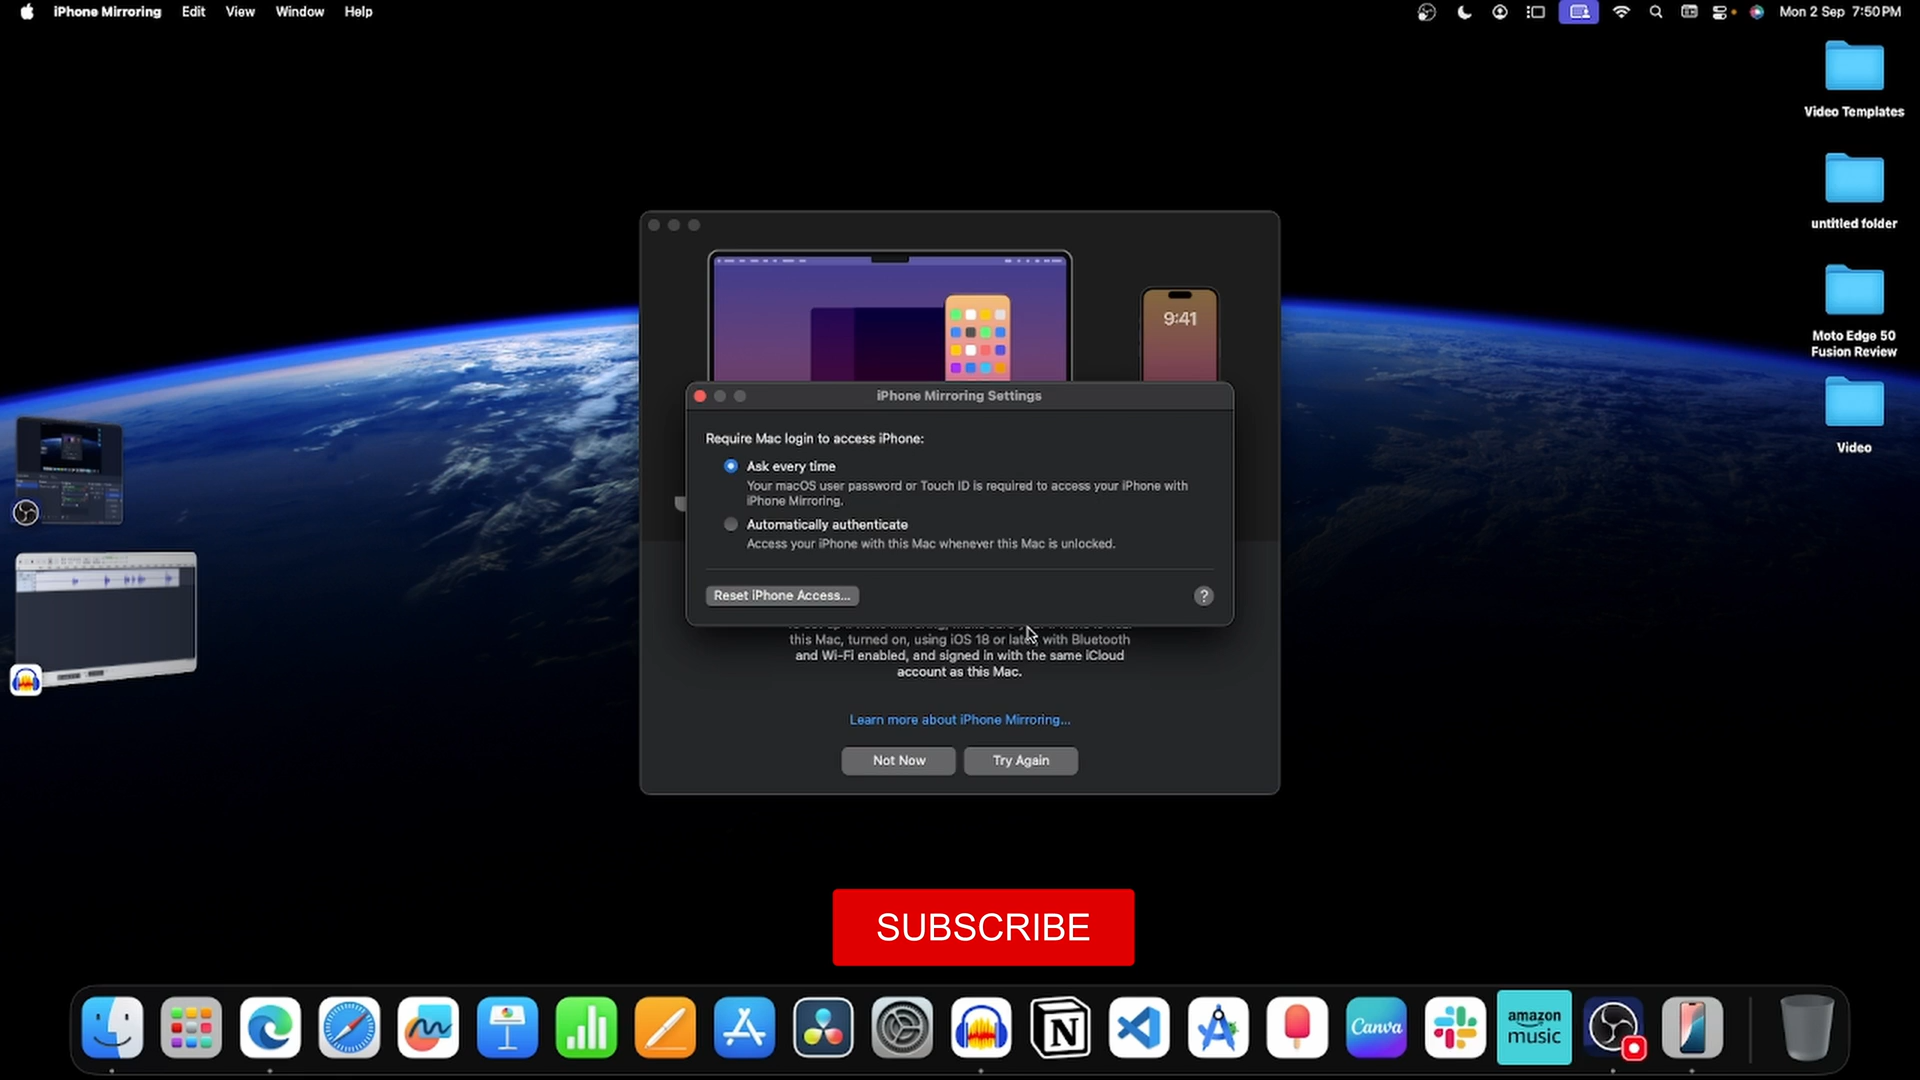 iPhone Mirroring Edit View Window Help
Mon 2 Sep 7:50 PM
Video Templates
untitled folder
Moto Edge 50
Fusion Review
Video
9:41
iPhone Mirroring Settings
Require Mac login to access iPhone:
Ask every time
Your macOS user password or Touch ID is required to access your iPhone with
iPhone Mirroring.
Automatically authenticate
Access your iPhone with this Mac whenever this Mac is unlocked.
Reset iPhone Access...
?
this Mac, turned on, using iOS 18 or later, with Bluetooth
and Wi-Fi enabled, and signed in with the same iCloud
account as this Mac.
Learn more about iPhone Mirroring...
Not Now Try Again
SUBSCRIBE
Canva
amazon
music